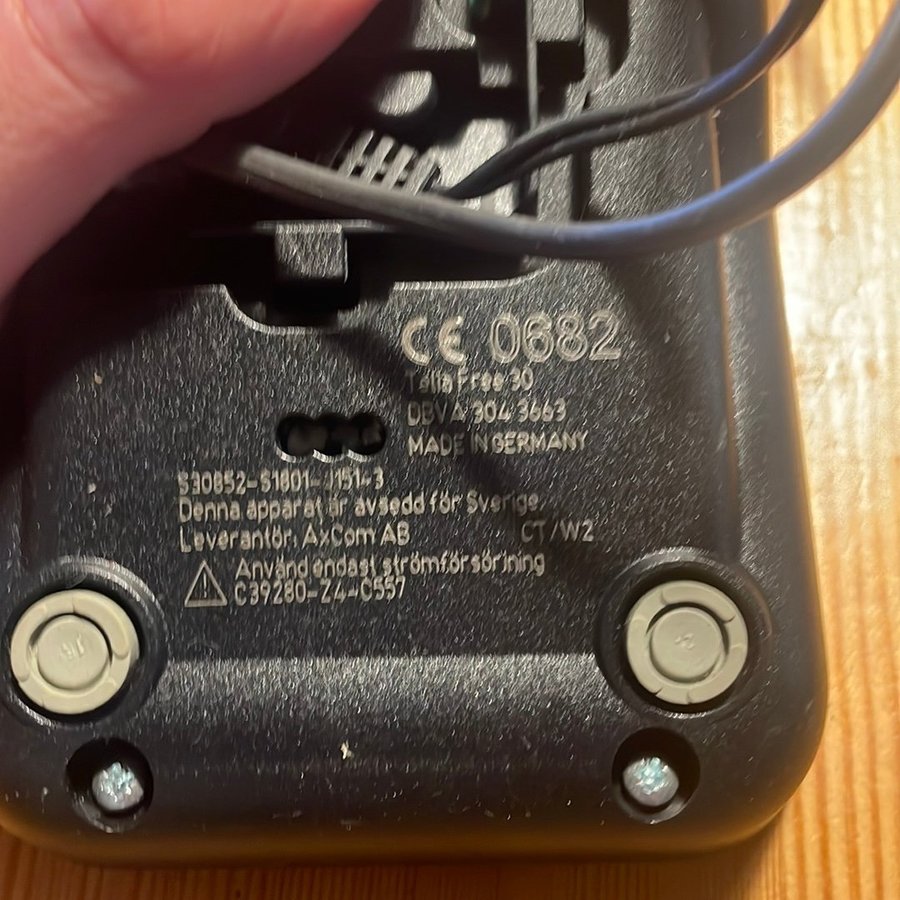 CE 0682
Telia Free 30
DBV A 304 3663
MADE IN GERMANY
S30852-S1801-J151-3
Denna apparat är avsedd för Sverige
Leverantör: AxCom AB CT/W2
Använd endast strömförsörjning
C39280-Z4-C557